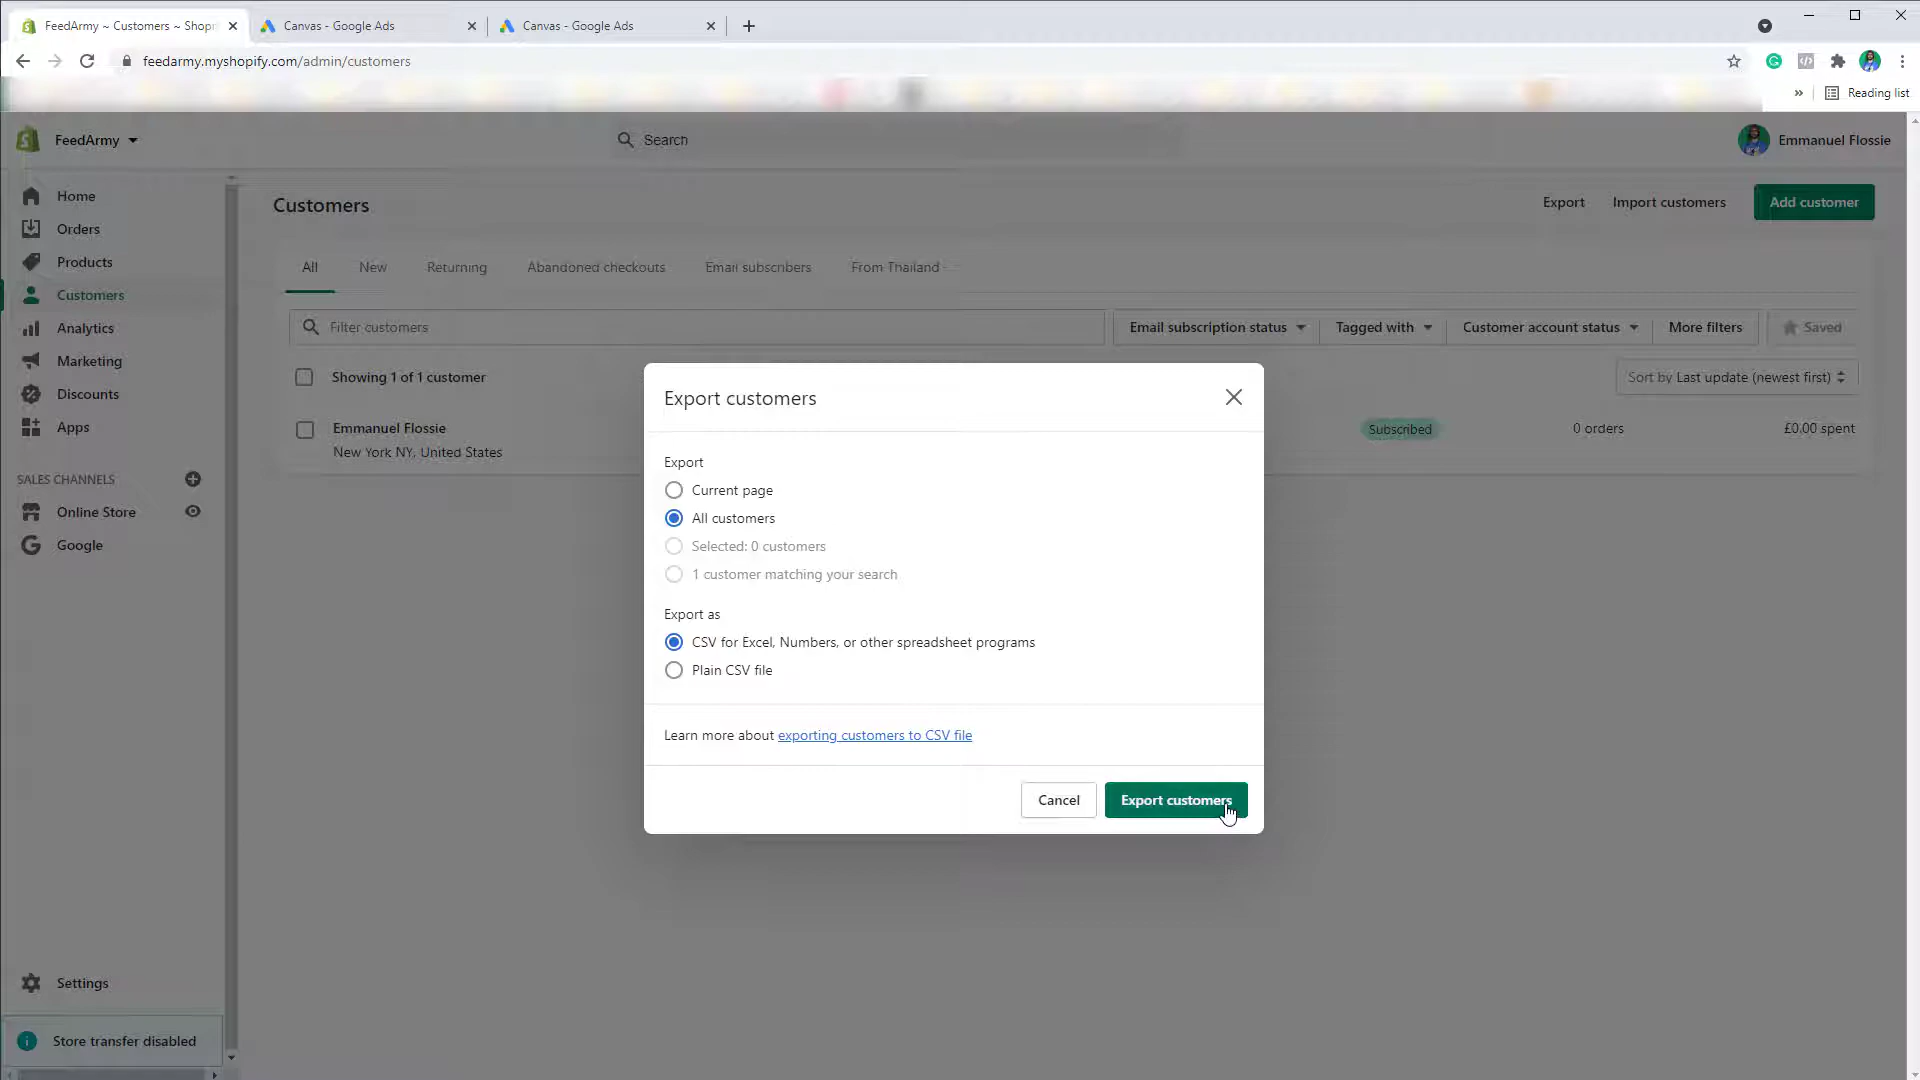 FeedArmy ~ Customers ~ Shopi
Canvas - Google Ads
Canvas - Google Ads
feedarmy.myshopify.com/admin/customers
Reading list
FeedArmy
Search
Emmanuel Flossie
Home
Orders
Products
Customers
Analytics
Marketing
Discounts
Apps
SALES CHANNELS
Online Store
Google
Settings
Store transfer disabled
Customers
Export
Import customers
Add customer
All
New
Returning
Abandoned checkouts
Email subscribers
From Thailand -...
Filter customers
Email subscription status
Tagged with
Customer account status
More filters
Saved
Showing 1 of 1 customer
Sort by Last update (newest first)
Emmanuel Flossie
New York NY, United States
Subscribed
0 orders
£0.00 spent
Export customers
Export
Current page
All customers
Selected: 0 customers
1 customer matching your search
Export as
CSV for Excel, Numbers, or other spreadsheet programs
Plain CSV file
Learn more about exporting customers to CSV file
Cancel
Export customers